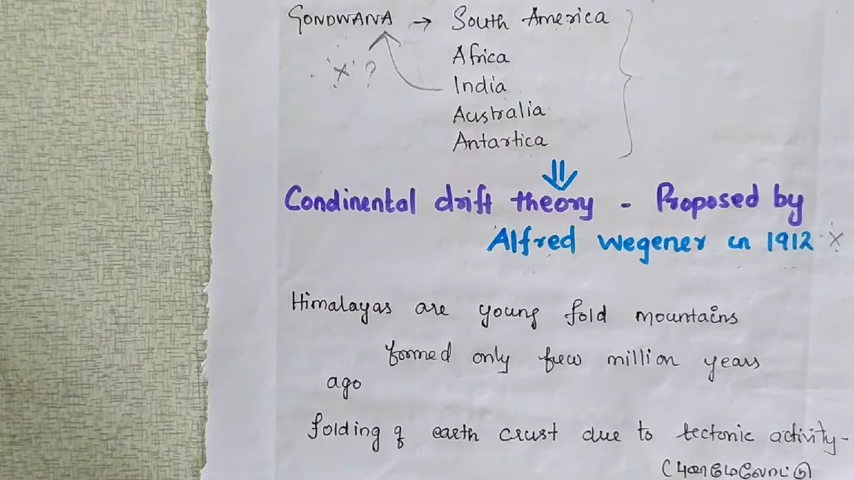 GONDWANA → South America
x ?
Africa
India
Australia
Antartica
Condinental drift theory - Proposed by
Alfred Wegener in 1912 x
Himalayas are young fold mountains
formed only few million years
ago
folding of earth crust due to tectonic activity-